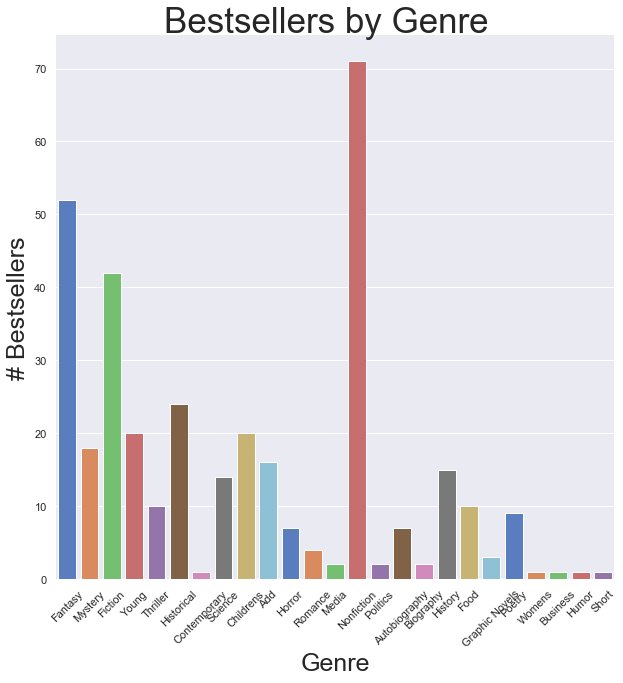 Bestsellers by Genre
# Bestsellers
70
60
50
40
30
20
10
0
Fantasy
Mystery
Fiction
Young
Thriller
Historical
Contemporary
Science
Childrens
Add
Horror
Romance
Media
Nonfiction
Politics
Autobiography
Biography
History
Food
Graphic Novels
Poetry
Womens
Business
Humor
Short
Genre